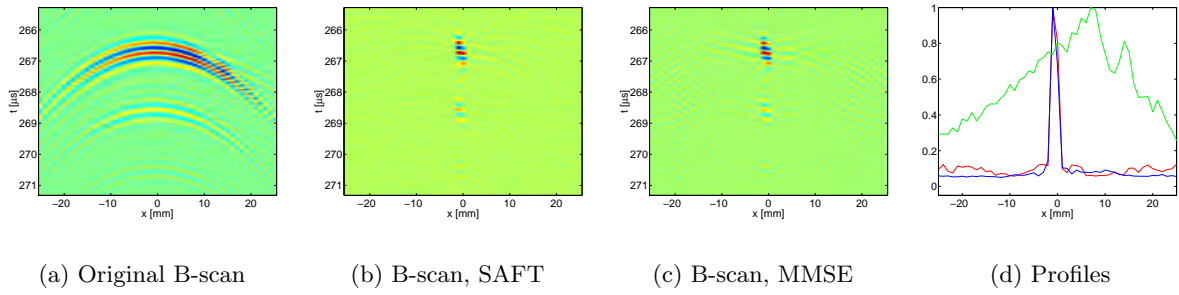 266
267
268
269
270
271
t [µs]
−20 −10 0 10 20
x [mm]
266
267
268
269
270
271
t [µs]
−20 −10 0 10 20
x [mm]
266
267
268
269
270
271
t [µs]
−20 −10 0 10 20
x [mm]
1
0.8
0.6
0.4
0.2
0
−20 −10 0 10 20
x [mm]
(a) Original B-scan
(b) B-scan, SAFT
(c) B-scan, MMSE
(d) Profiles